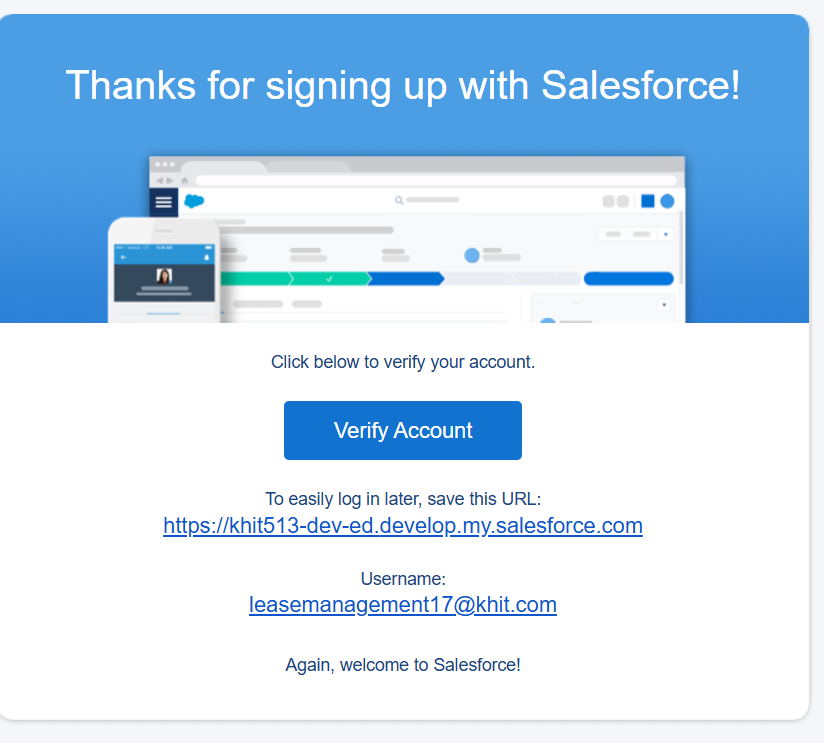 Thanks for signing up with Salesforce!
Click below to verify your account.
Verify Account
To easily log in later, save this URL:
https://khit513-dev-ed.develop.my.salesforce.com
Username:
leasemanagement17@khit.com
Again, welcome to Salesforce!